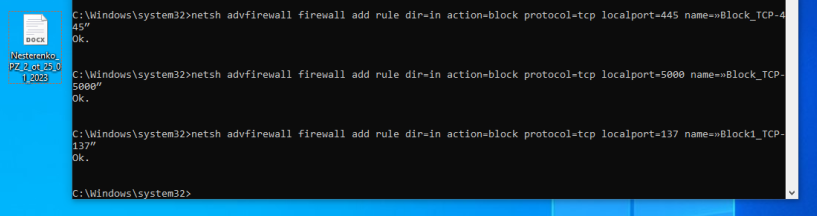 DOCX
Nesterenko_
PZ_2_ot_25_0
1_2023
C:\Windows\system32>netsh advfirewall firewall add rule dir=in action=block protocol=tcp localport=445 name=»Block_TCP-4
45”
Ok.
C:\Windows\system32>netsh advfirewall firewall add rule dir=in action=block protocol=tcp localport=5000 name=»Block_TCP-
5000”
Ok.
C:\Windows\system32>netsh advfirewall firewall add rule dir=in action=block protocol=tcp localport=137 name=»Block1_TCP-
137”
Ok.
C:\Windows\system32>